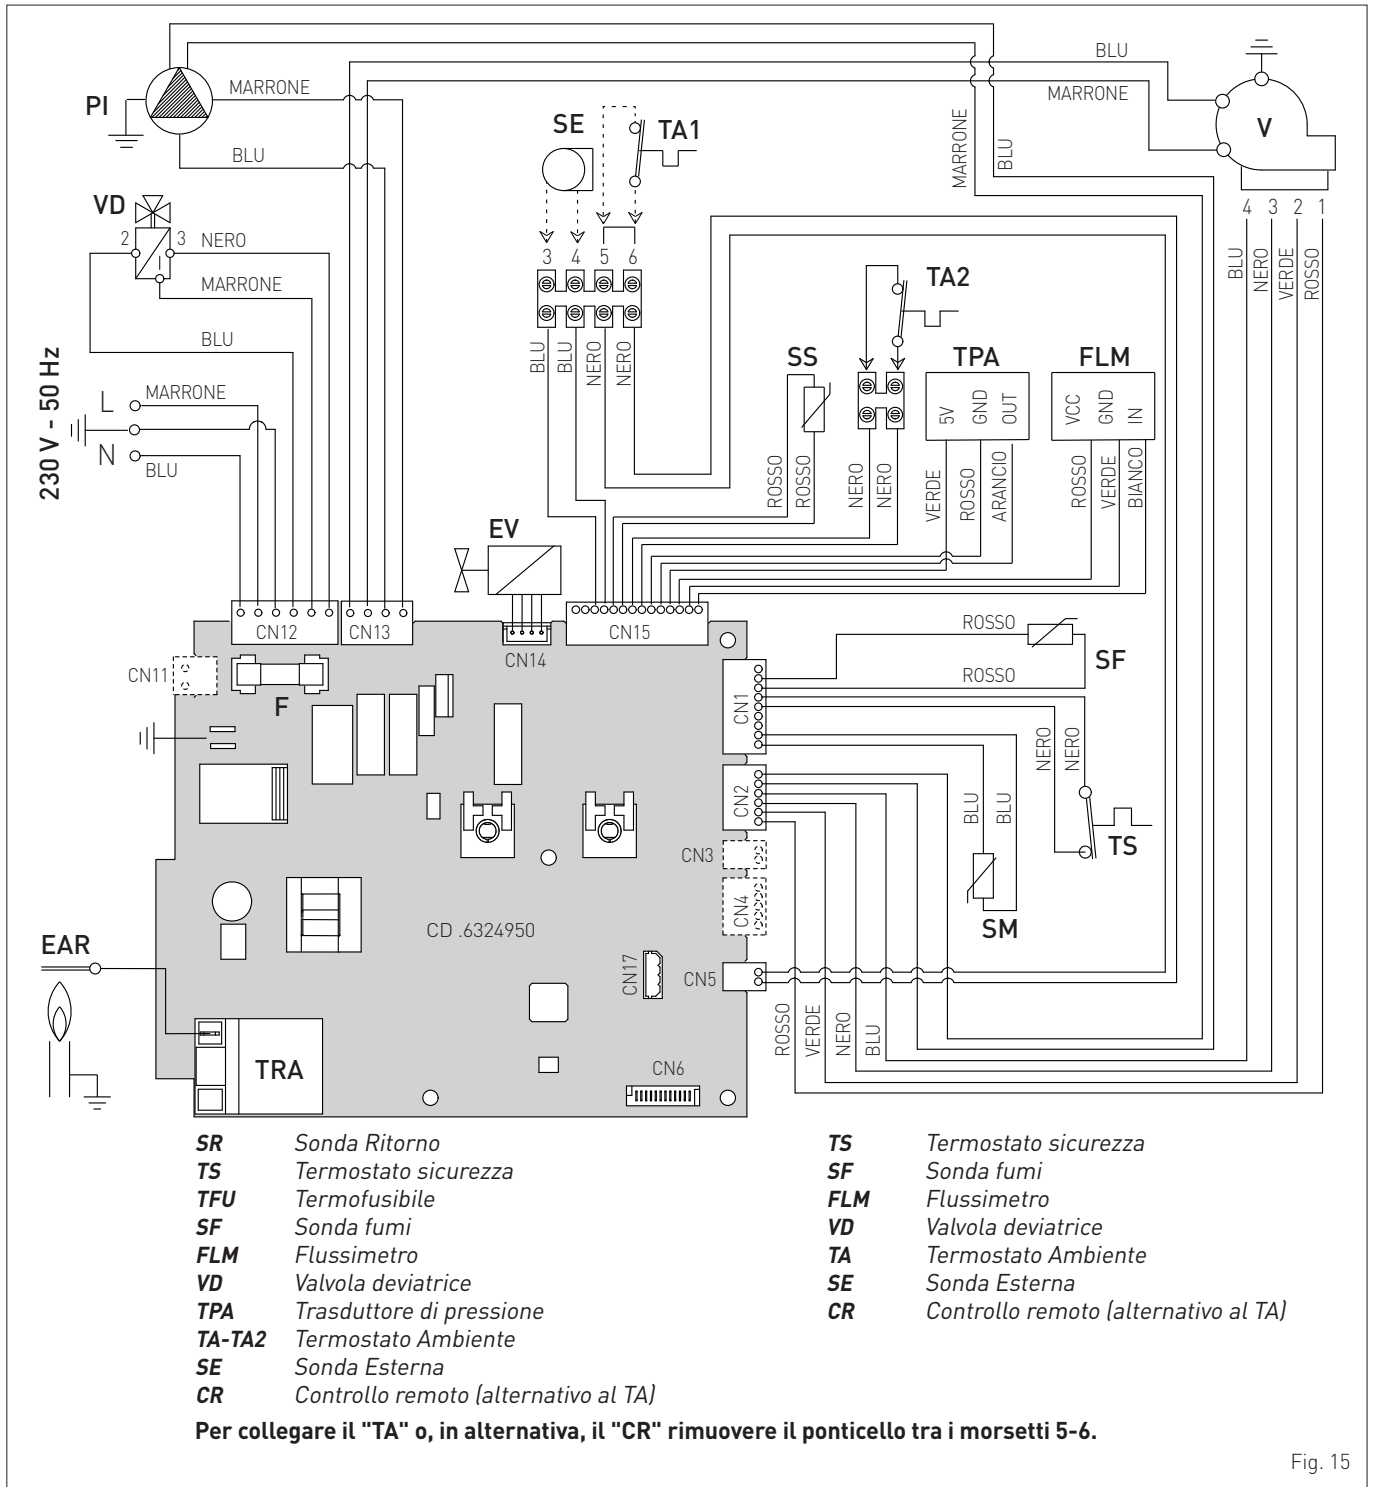 BLU
MARRONE
PI
MARRONE
BLU
SE
TA1
MARRONE
BLU
V
4 3 2 1
BLU
NERO
VERDE
ROSSO
VD
2
3
NERO
MARRONE
BLU
3 4 5 6
BLU
BLU
NERO
NERO
TA2
SS
TPA
FLM
5V
GND
OUT
VCC
GND
IN
230 V - 50 Hz
L
MARRONE
N
BLU
ROSSO
ROSSO
NERO
NERO
VERDE
ROSSO
ARANCIO
ROSSO
VERDE
BIANCO
EV
CN12
CN13
CN14
CN15
CN11
F
ROSSO
SF
ROSSO
CN1
NERO
NERO
CN2
BLU
BLU
TS
CN3
CN4
SM
CD .6324950
EAR
CN17
CN5
ROSSO
VERDE
NERO
BLU
TRA
CN6
SR Sonda Ritorno
TS Termostato sicurezza
TFU Termofusibile
SF Sonda fumi
FLM Flussimetro
VD Valvola deviatrice
TPA Trasduttore di pressione
TA-TA2 Termostato Ambiente
SE Sonda Esterna
CR Controllo remoto (alternativo al TA)
TS Termostato sicurezza
SF Sonda fumi
FLM Flussimetro
VD Valvola deviatrice
TA Termostato Ambiente
SE Sonda Esterna
CR Controllo remoto (alternativo al TA)
Per collegare il "TA" o, in alternativa, il "CR" rimuovere il ponticello tra i morsetti 5-6.
Fig. 15